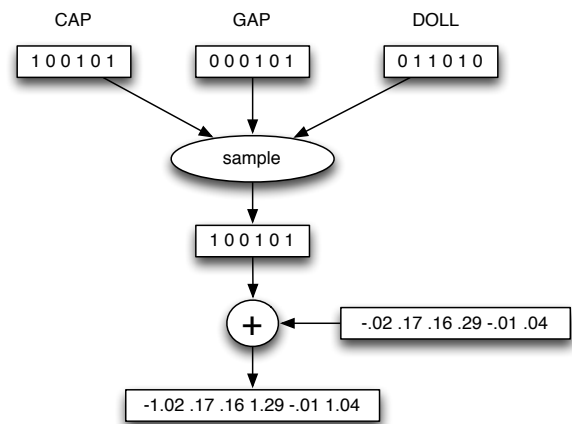 CAP GAP DOLL
1 0 0 1 0 1 0 0 0 1 0 1 0 1 1 0 1 0
sample
1 0 0 1 0 1
+ -.02 .17 .16 .29 -.01 .04
-1.02 .17 .16 1.29 -.01 1.04